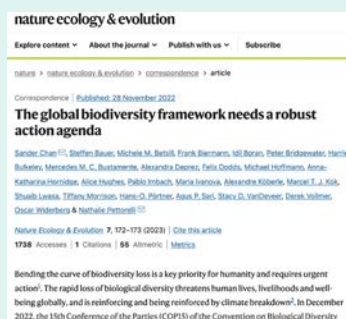 nature ecology & evolution
Explore content About the journal Publish with us Subscribe
nature > nature ecology & evolution > correspondence > article
Correspondence | Published: 28 November 2022
The global biodiversity framework needs a robust
action agenda
Sander Chan, Steffen Bauer, Michele M. Betsill, Frank Biermann, Idil Boran, Peter Bridgewater, Harrie
Bulkeley, Mercedes M. C. Bustamente, Alexandra Deprez, Felix Dodds, Michael Hoffmann, Anna-
Katharina Hornidge, Alice Hughes, Pablo Imbach, Maria Ivanova, Alexandre Köberle, Marcel T. J. Kok,
Shuaib Lwasa, Tiffany Morrison, Hans-O. Pörtner, Agus P. Sari, Stacy D. VanDeveer, Derek Vollmer,
Oscar Widerberg & Nathalie Pettorelli
Nature Ecology & Evolution 7, 172–173 (2023) | Cite this article
1738 Accesses | 1 Citations | 55 Altmetric | Metrics
Bending the curve of biodiversity loss is a key priority for humanity and requires urgent
action1. The rapid loss of biological diversity threatens human lives, livelihoods and well-
being globally, and is reinforcing and being reinforced by climate breakdown2. In December
2022, the 15th Conference of the Parties (COP15) of the Convention on Biological Diversity